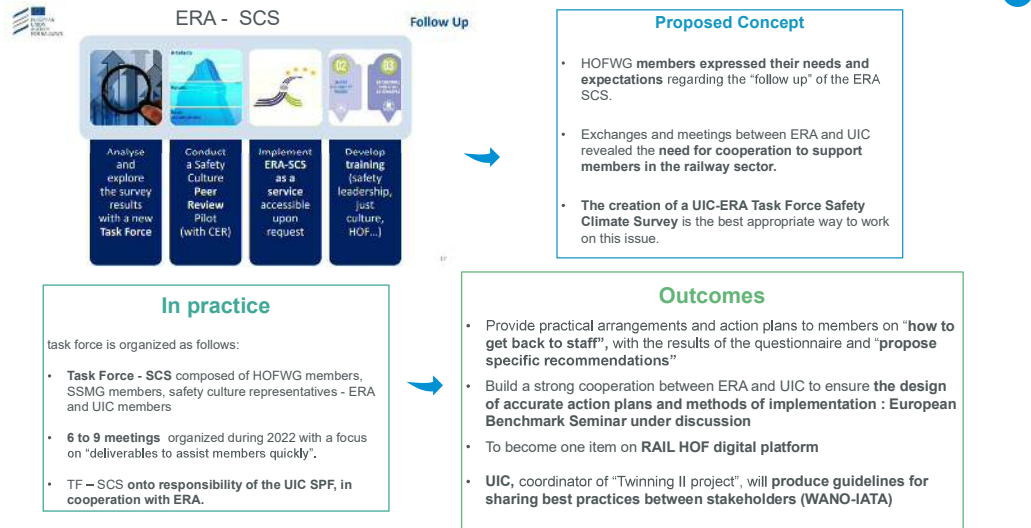 EUROPEAN
UNION
AGENCY
FOR RAILWAYS
ERA - SCS
Follow Up
Artefacts
02
03
Analyse
and
explore
the survey
results
with a new
Task Force
Conduct
a Safety
Culture
Peer
Review
Pilot
(with CER)
Implement
ERA-SCS
as a
service
accessible
upon
request
Develop
training
(safety
leadership,
just
culture,
HOF...)
Proposed Concept
• HOFWG members expressed their needs and
expectations regarding the “follow up” of the ERA
SCS.
• Exchanges and meetings between ERA and UIC
revealed the need for cooperation to support
members in the railway sector.
• The creation of a UIC-ERA Task Force Safety
Climate Survey is the best appropriate way to work
on this issue.
In practice
task force is organized as follows:
• Task Force - SCS composed of HOFWG members,
SSMG members, safety culture representatives - ERA
and UIC members
• 6 to 9 meetings organized during 2022 with a focus
on “deliverables to assist members quickly”.
• TF – SCS onto responsibility of the UIC SPF, in
cooperation with ERA.
Outcomes
• Provide practical arrangements and action plans to members on “how to
get back to staff”, with the results of the questionnaire and “propose
specific recommendations”
• Build a strong cooperation between ERA and UIC to ensure the design
of accurate action plans and methods of implementation : European
Benchmark Seminar under discussion
• To become one item on RAIL HOF digital platform
• UIC, coordinator of “Twinning II project”, will produce guidelines for
sharing best practices between stakeholders (WANO-IATA)